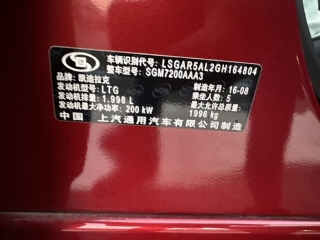 车辆识别代号: LSGAR5AL2GH164804
整车型号: SGM7200AAA3
品牌: 凯迪拉克 制造年月: 16-08
发动机型号: LTG 乘坐人数: 5
发动机排量: 1.998 L 最大允许总质量:
发动机最大净功率: 200 kW 1996 kg
中国 上汽通用汽车有限公司制造